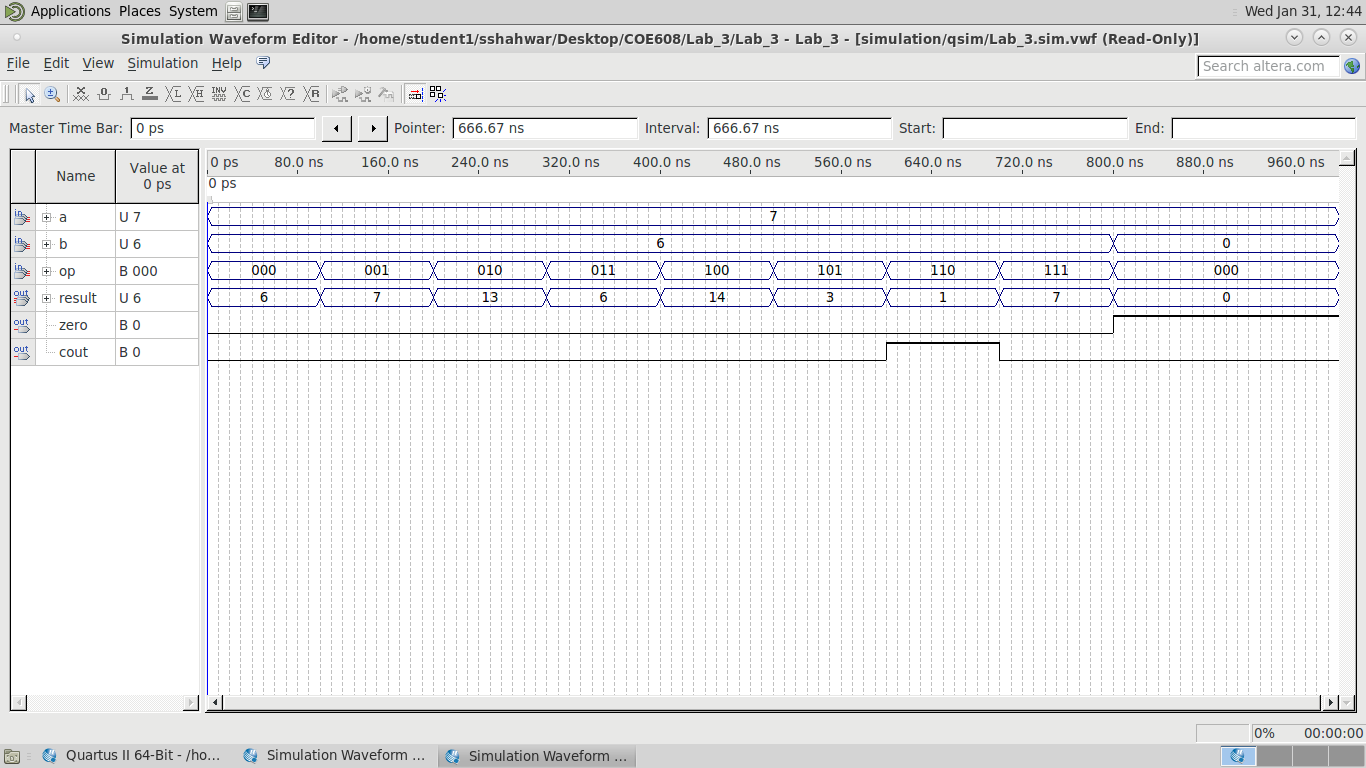 Applications Places System Wed Jan 31, 12:44
Simulation Waveform Editor - /home/student1/sshahwar/Desktop/COE608/Lab_3/Lab_3 - Lab_3 - [simulation/qsim/Lab_3.sim.vwf (Read-Only)]
File Edit View Simulation Help Search altera.com
Master Time Bar: 0 ps Pointer: 666.67 ns Interval: 666.67 ns Start: End:
Name Value at 0 ps 0 ps 80.0 ns 160.0 ns 240.0 ns 320.0 ns 400.0 ns 480.0 ns 560.0 ns 640.0 ns 720.0 ns 800.0 ns 880.0 ns 960.0 ns
0 ps
a U 7 7
b U 6 6 0
op B 000 000 001 010 011 100 101 110 111 000
result U 6 6 7 13 6 14 3 1 7 0
zero B 0
cout B 0
0% 00:00:00
Quartus II 64-Bit - /ho... Simulation Waveform ... Simulation Waveform ...